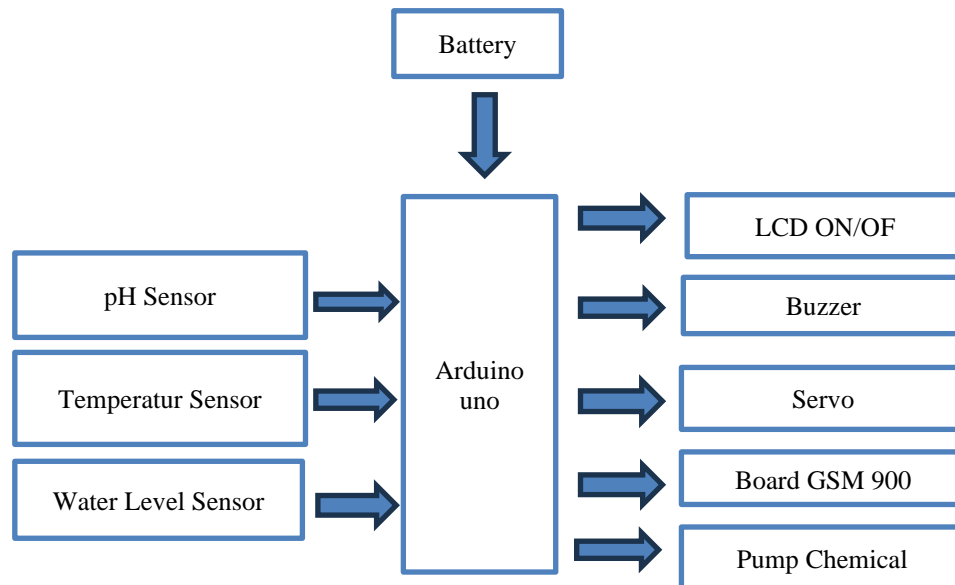 Battery
LCD ON/OF
pH Sensor
Buzzer
Arduino
uno
Temperatur Sensor
Servo
Water Level Sensor
Board GSM 900
Pump Chemical